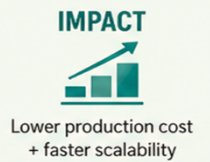 IMPACT
Lower production cost
+ faster scalability